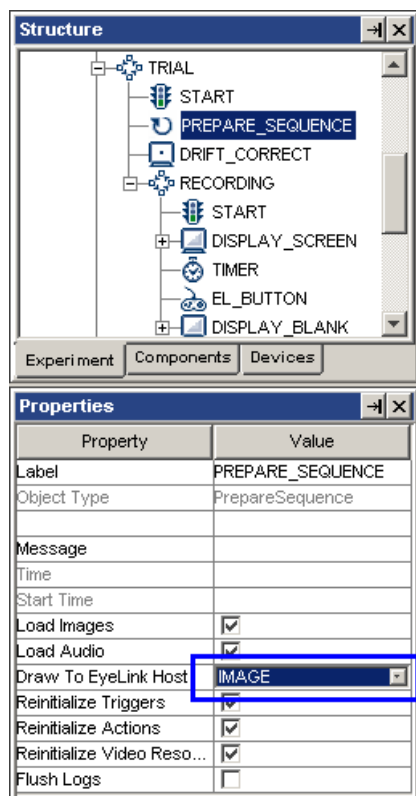 Structure
TRIAL
START
PREPARE_SEQUENCE
DRIFT_CORRECT
RECORDING
START
DISPLAY_SCREEN
TIMER
EL_BUTTON
DISPLAY_BLANK
Experiment Components Devices
Properties
Property Value
Label PREPARE_SEQUENCE
Object Type PrepareSequence
Message
Time
Start Time
Load Images
Load Audio
Draw To EyeLink Host IMAGE
Reinitialize Triggers
Reinitialize Actions
Reinitialize Video Reso...
Flush Logs